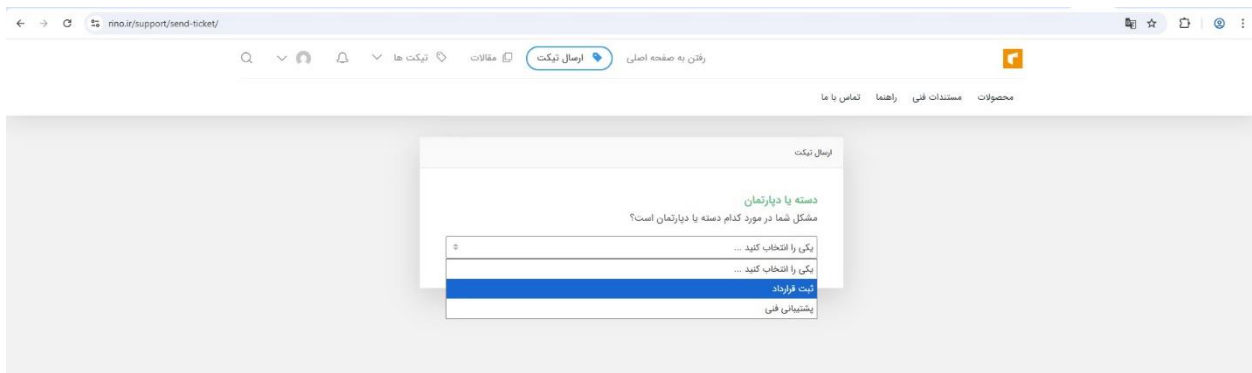 rino.ir/support/send-ticket/
رفتن به صفحه اصلی ارسال تیکت مقالات تیکت ها
محصولات مستندات فنی راهنما تماس با ما
ارسال تیکت
دسته یا دپارتمان
مشکل شما در مورد کدام دسته یا دپارتمان است؟
یکی را انتخاب کنید ...
یکی را انتخاب کنید ...
ثبت قرارداد
پشتیبانی فنی